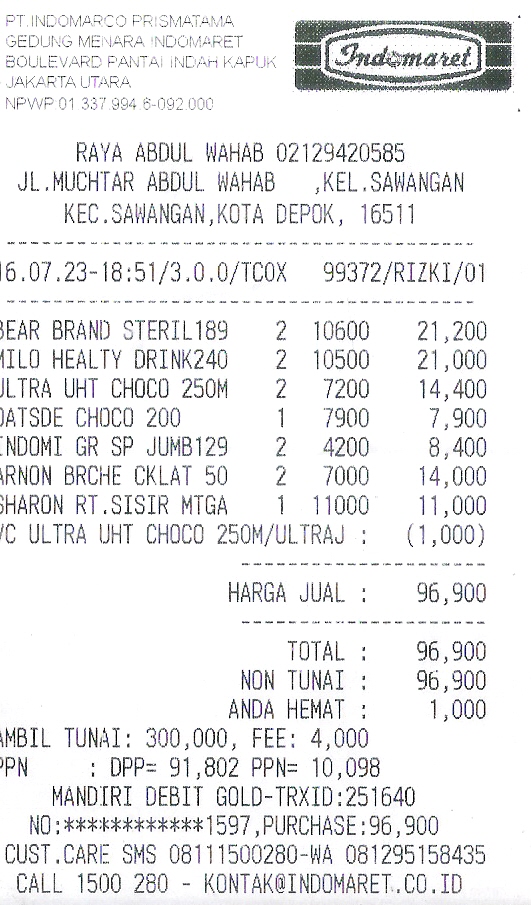 PT.INDOMARCO PRISMATAMA
GEDUNG MENARA INDOMARET
BOULEVARD PANTAI INDAH KAPUK
JAKARTA UTARA
NPWP 01 337.994 6-092.000
Indomaret
RAYA ABDUL WAHAB 02129420585
JL.MUCHTAR ABDUL WAHAB ,KEL.SAWANGAN
KEC.SAWANGAN,KOTA DEPOK, 16511
16.07.23-18:51/3.0.0/TCOX 99372/RIZKI/01
BEAR BRAND STERIL189 2 10600 21,200
MILO HEALTY DRINK240 2 10500 21,000
ULTRA UHT CHOCO 250M 2 7200 14,400
OATSDE CHOCO 200 1 7900 7,900
INDOMI GR SP JUMB129 2 4200 8,400
ARNON BRCHE CKLAT 50 2 7000 14,000
SHARON RT.SISIR MTGA 1 11000 11,000
VC ULTRA UHT CHOCO 250M/ULTRAJ : (1,000)
HARGA JUAL : 96,900
TOTAL : 96,900
NON TUNAI : 96,900
ANDA HEMAT : 1,000
AMBIL TUNAI: 300,000, FEE: 4,000
PPN : DPP= 91,802 PPN= 10,098
MANDIRI DEBIT GOLD-TRXID:251640
NO:************1597,PURCHASE:96,900
CUST.CARE SMS 08111500280-WA 081295158435
CALL 1500 280 - KONTAK@INDOMARET.CO.ID